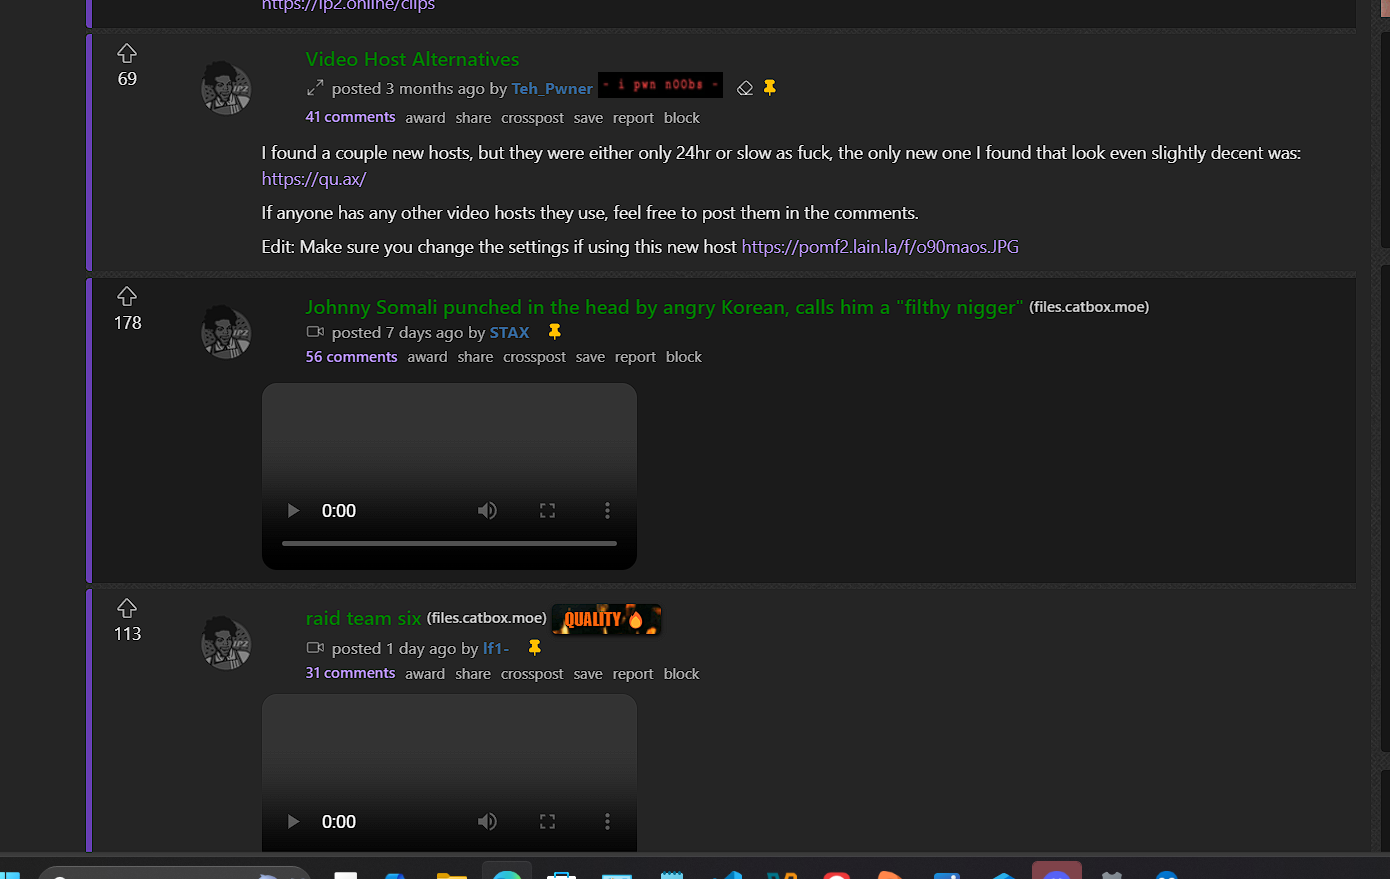 https://ip2.online/clips
69
Video Host Alternatives
posted 3 months ago by Teh_Pwner - i pwn n00bs -
41 comments award share crosspost save report block
I found a couple new hosts, but they were either only 24hr or slow as fuck, the only new one I found that look even slightly decent was:
https://qu.ax/
If anyone has any other video hosts they use, feel free to post them in the comments.
Edit: Make sure you change the settings if using this new host https://pomf2.lain.la/f/o90maos.JPG
178
Johnny Somali punched in the head by angry Korean, calls him a "filthy nigger" (files.catbox.moe)
posted 7 days ago by STAX
56 comments award share crosspost save report block
0:00
113
raid team six (files.catbox.moe) QUALITY
posted 1 day ago by lf1-
31 comments award share crosspost save report block
0:00